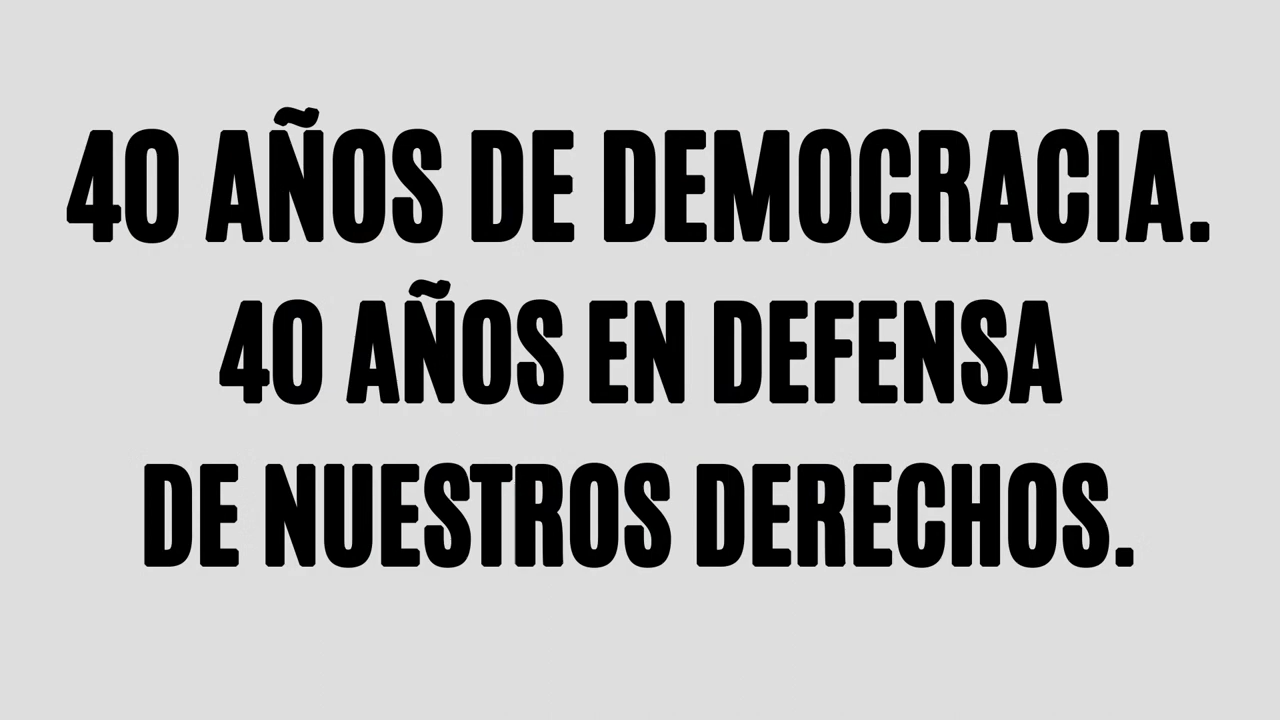 40 AÑOS DE DEMOCRACIA.
40 AÑOS EN DEFENSA
DE NUESTROS DERECHOS.